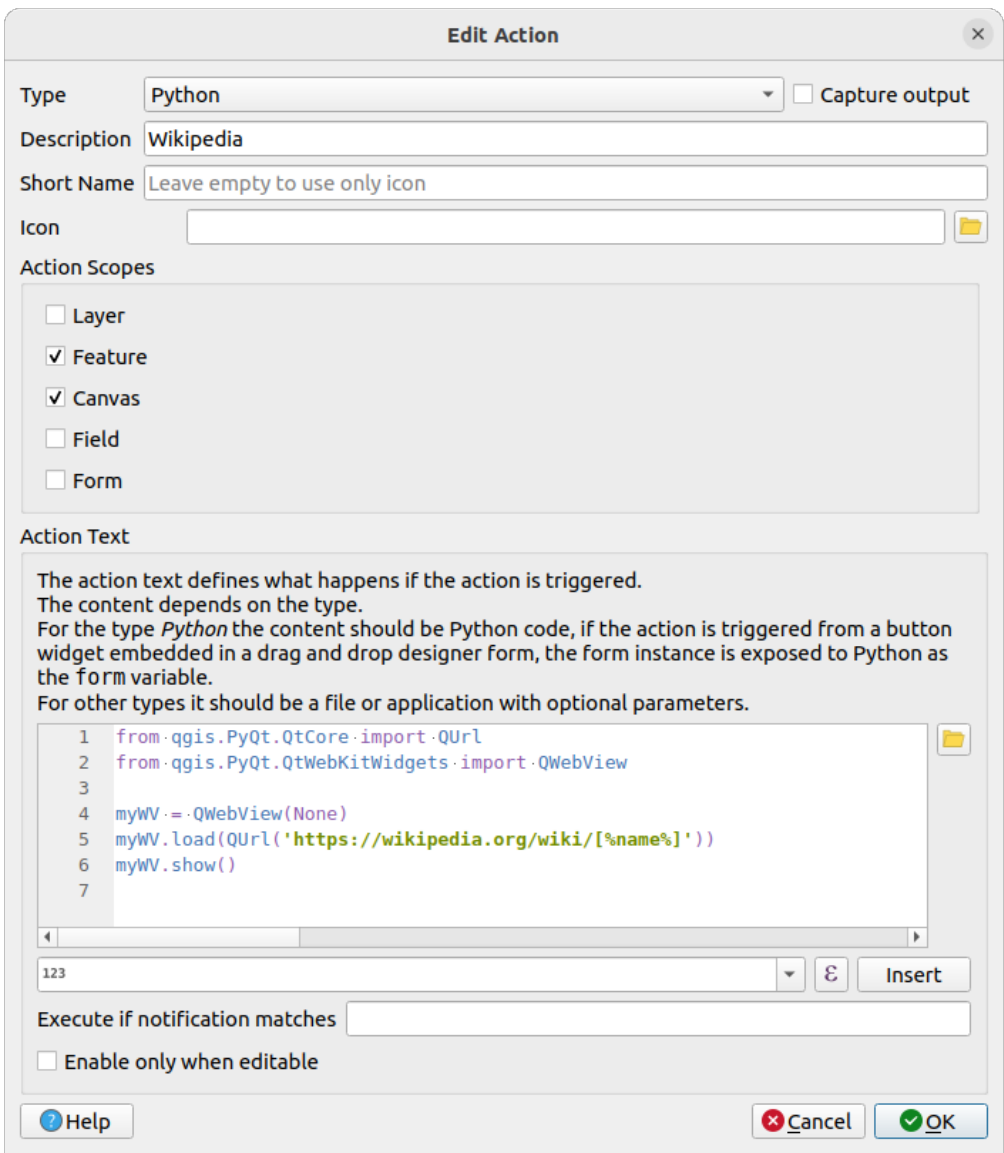 Edit Action
Type Python Capture output
Description Wikipedia
Short Name Leave empty to use only icon
Icon
Action Scopes
Layer
Feature
Canvas
Field
Form
Action Text
The action text defines what happens if the action is triggered.
The content depends on the type.
For the type Python the content should be Python code, if the action is triggered from a button
widget embedded in a drag and drop designer form, the form instance is exposed to Python as
the form variable.
For other types it should be a file or application with optional parameters.
1 from·qgis.PyQt.QtCore·import·QUrl
2 from·qgis.PyQt.QtWebKitWidgets·import·QWebView
3
4 myWV·=·QWebView(None)
5 myWV.load(QUrl('https://wikipedia.org/wiki/[%name%]'))
6 myWV.show()
7
123 ε Insert
Execute if notification matches
Enable only when editable
Help Cancel OK